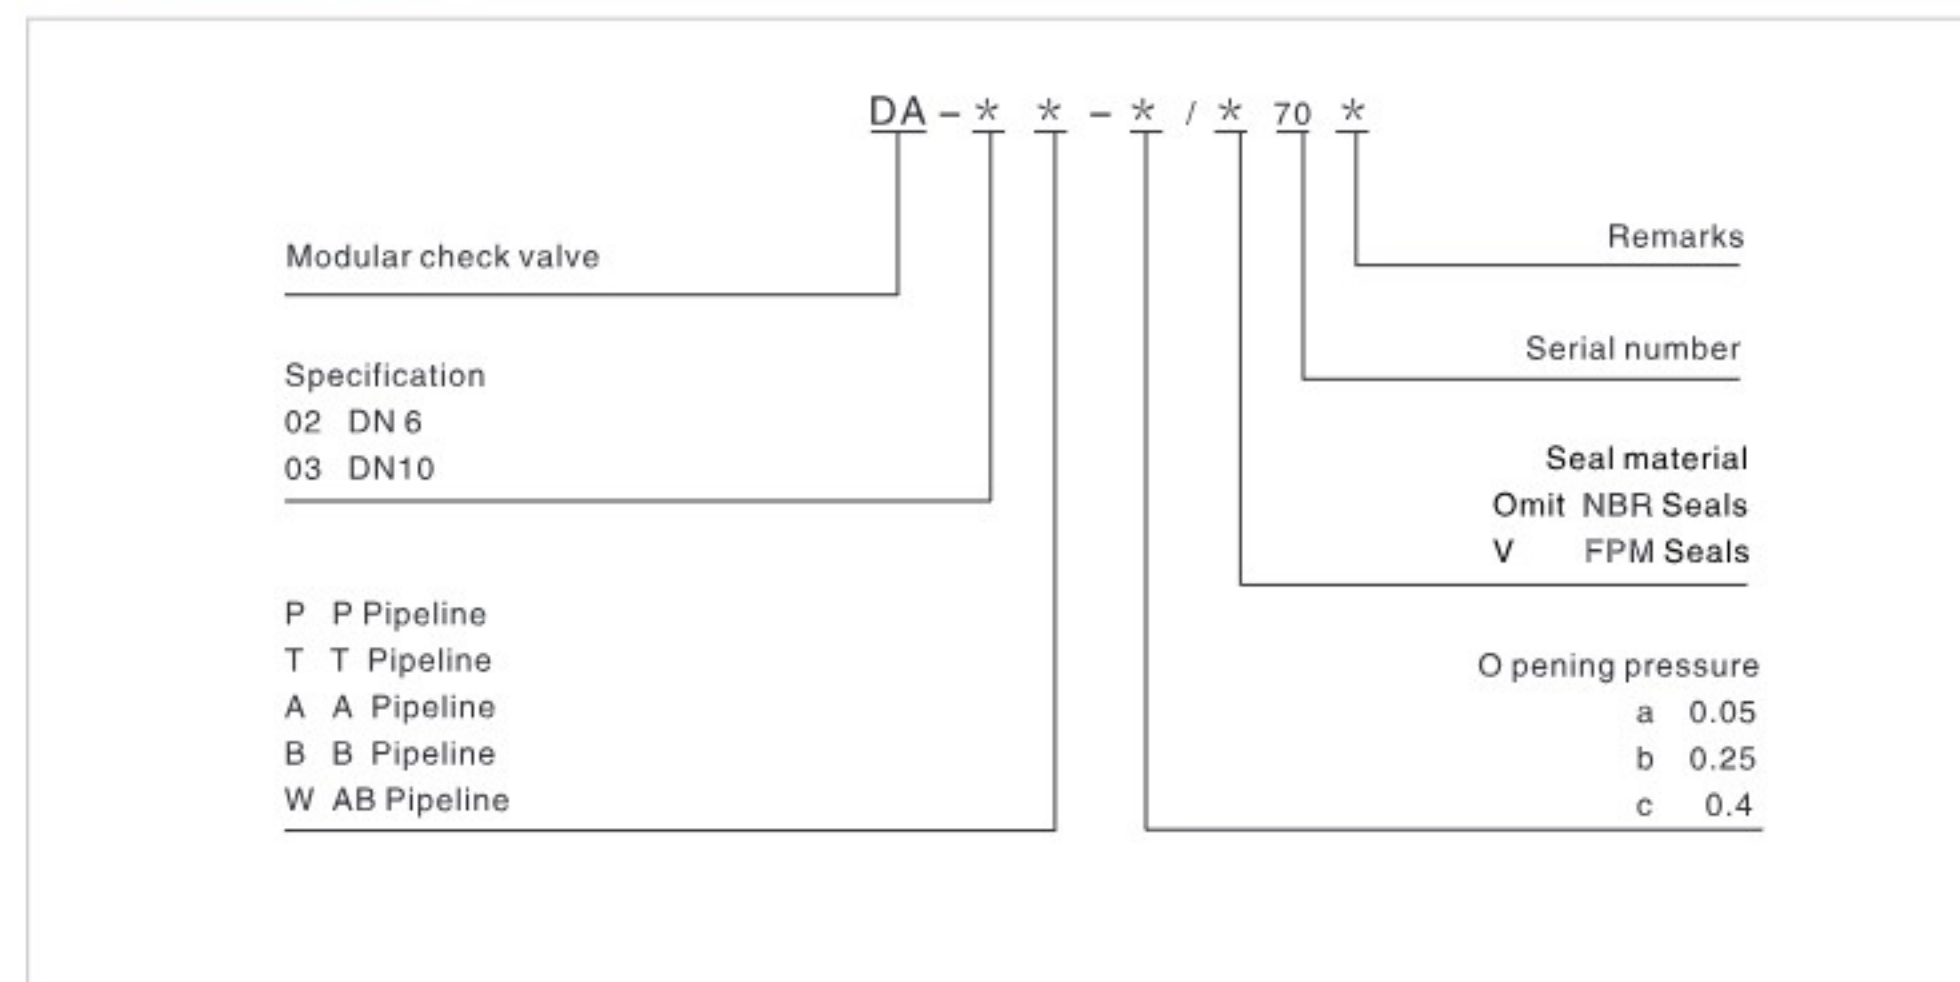 DA - * * - * / * 70 *
Modular check valve
Specification
02 DN 6
03 DN10
P P Pipeline
T T Pipeline
A A Pipeline
B B Pipeline
W AB Pipeline
Remarks
Serial number
Seal material
Omit NBR Seals
V FPM Seals
O pening pressure
a 0.05
b 0.25
c 0.4